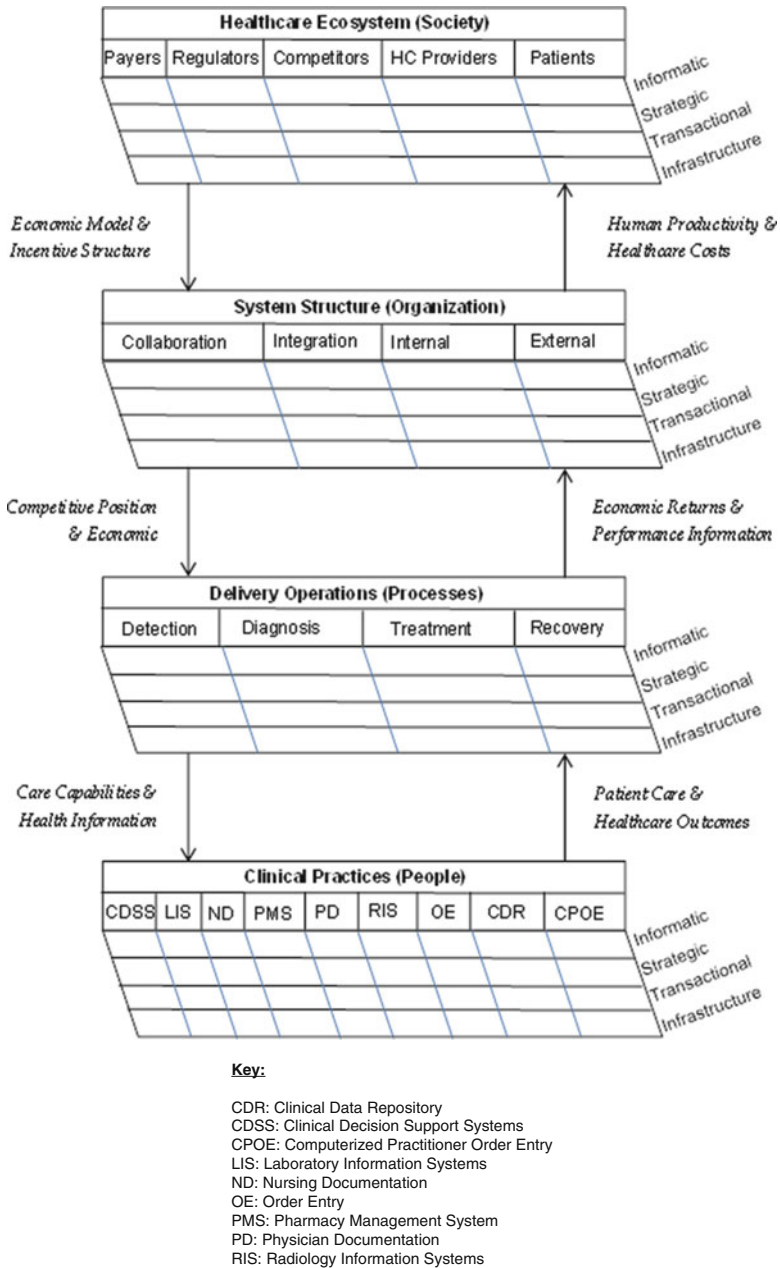 Healthcare Ecosystem (Society)
Payers Regulators Competitors HC Providers Patients
Informatic
Strategic
Transactional
Infrastructure
Economic Model &
Incentive Structure
Human Productivity &
Healthcare Costs
System Structure (Organization)
Collaboration Integration Internal External
Informatic
Strategic
Transactional
Infrastructure
Competitive Position
& Economic
Economic Returns &
Performance Information
Delivery Operations (Processes)
Detection Diagnosis Treatment Recovery
Informatic
Strategic
Transactional
Infrastructure
Care Capabilities &
Health Information
Patient Care &
Healthcare Outcomes
Clinical Practices (People)
CDSS LIS ND PMS PD RIS OE CDR CPOE
Informatic
Strategic
Transactional
Infrastructure
Key:
CDR: Clinical Data Repository
CDSS: Clinical Decision Support Systems
CPOE: Computerized Practitioner Order Entry
LIS: Laboratory Information Systems
ND: Nursing Documentation
OE: Order Entry
PMS: Pharmacy Management System
PD: Physician Documentation
RIS: Radiology Information Systems